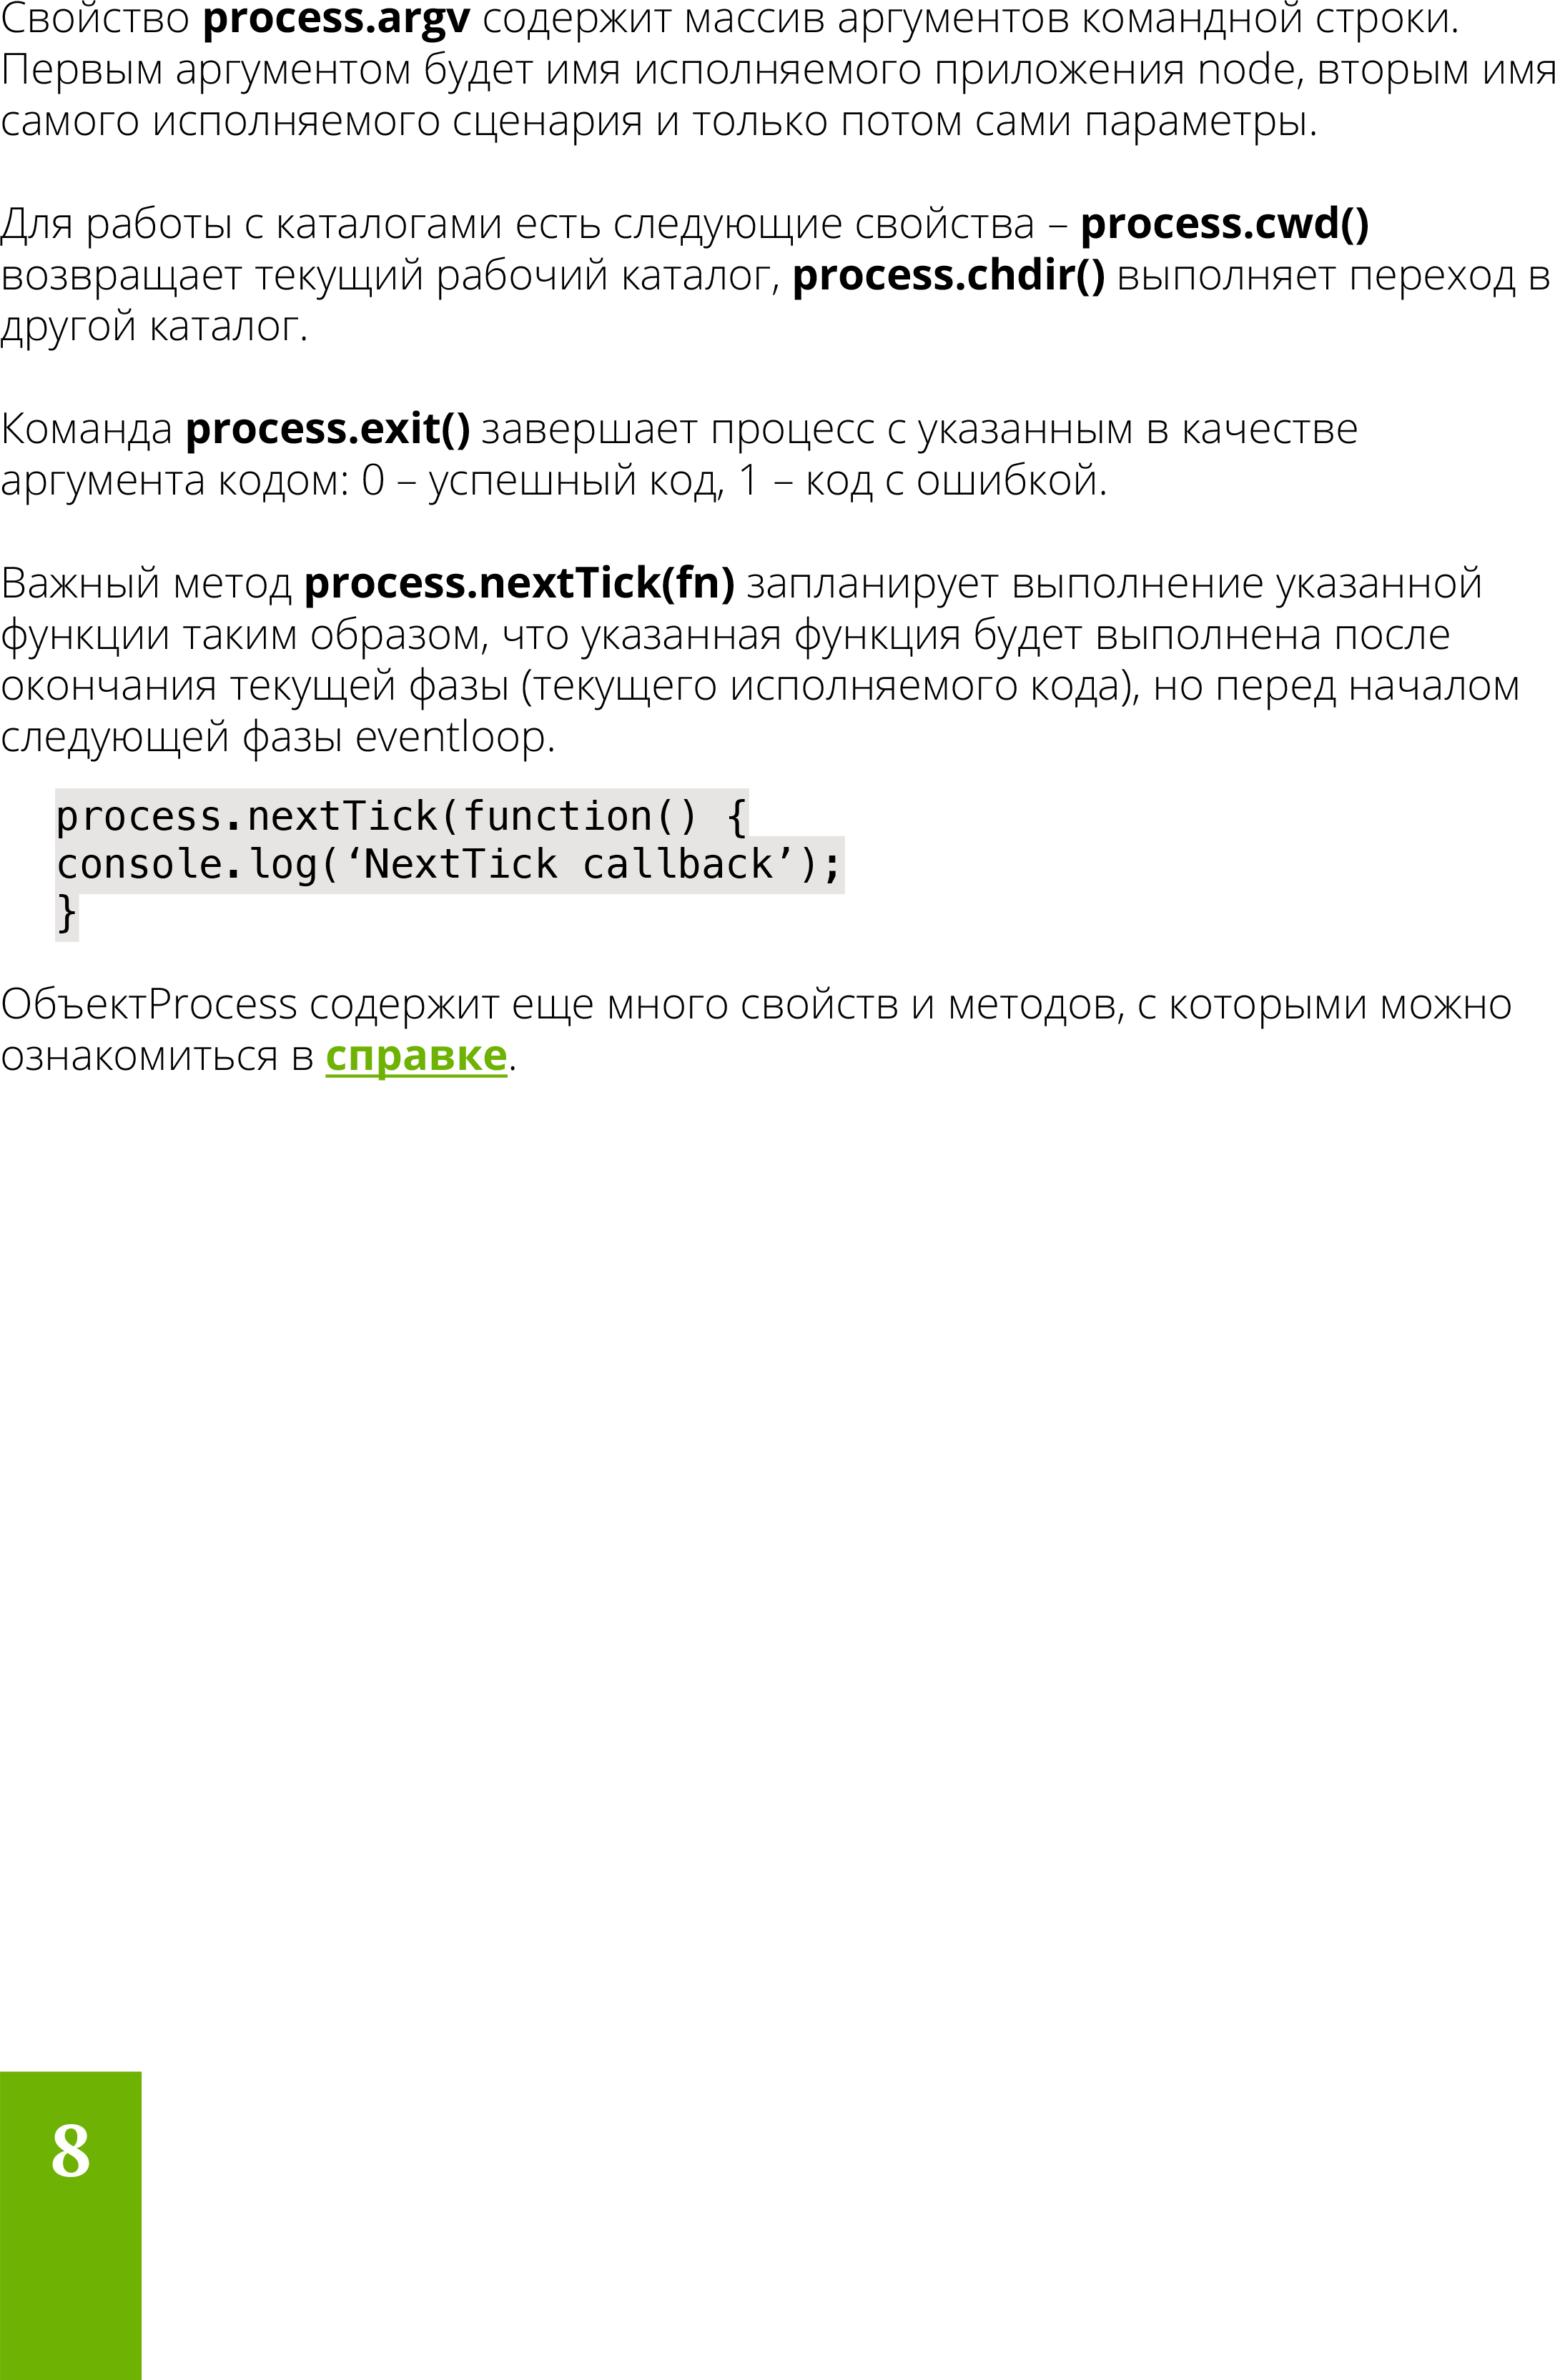 Свойство process.argv содержит массив аргументов командной строки.
Первым аргументом будет имя исполняемого приложения node, вторым имя
самого исполняемого сценария и только потом сами параметры.
Для работы с каталогами есть следующие свойства – process.cwd()
возвращает текущий рабочий каталог, process.chdir() выполняет переход в
другой каталог.
Команда process.exit() завершает процесс с указанным в качестве
аргумента кодом: 0 – успешный код, 1 – код с ошибкой.
Важный метод process.nextTick(fn) запланирует выполнение указанной
функции таким образом, что указанная функция будет выполнена после
окончания текущей фазы (текущего исполняемого кода), но перед началом
следующей фазы eventloop.
process.nextTick(function() {
console.log(‘NextTick callback’);
}
ОбъектProcess содержит еще много свойств и методов, с которыми можно
ознакомиться в справке.
8